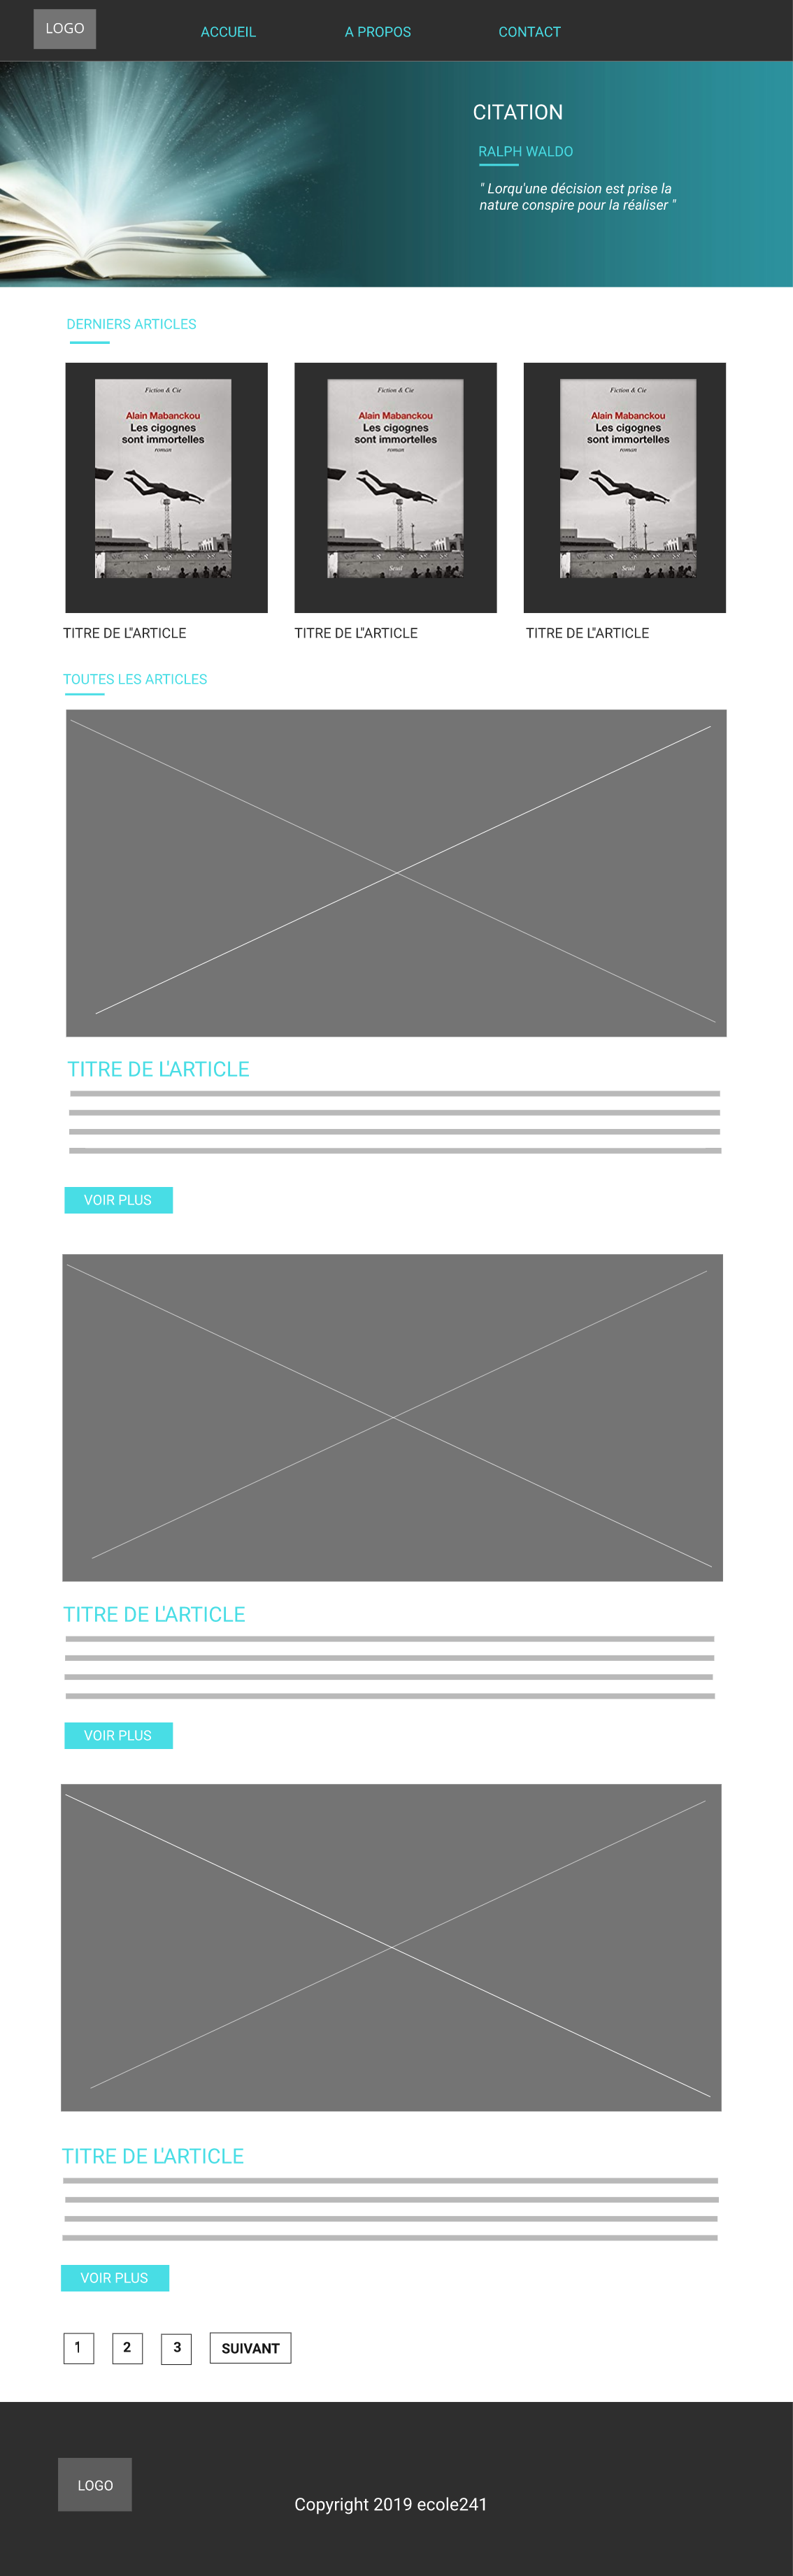 LOGO
ACCUEIL
A PROPOS
CONTACT
CITATION
RALPH WALDO
" Lorqu'une décision est prise la
nature conspire pour la réaliser "
DERNIERS ARTICLES
Fiction & Cie
Alain Mabanckou
Les cigognes
sont immortelles
roman
Seuil
Fiction & Cie
Alain Mabanckou
Les cigognes
sont immortelles
roman
Seuil
Fiction & Cie
Alain Mabanckou
Les cigognes
sont immortelles
roman
Seuil
TITRE DE L"ARTICLE
TITRE DE L"ARTICLE
TITRE DE L"ARTICLE
TOUTES LES ARTICLES
TITRE DE L'ARTICLE
VOIR PLUS
TITRE DE L'ARTICLE
VOIR PLUS
TITRE DE L'ARTICLE
VOIR PLUS
1
2
3
SUIVANT
LOGO
Copyright 2019 ecole241